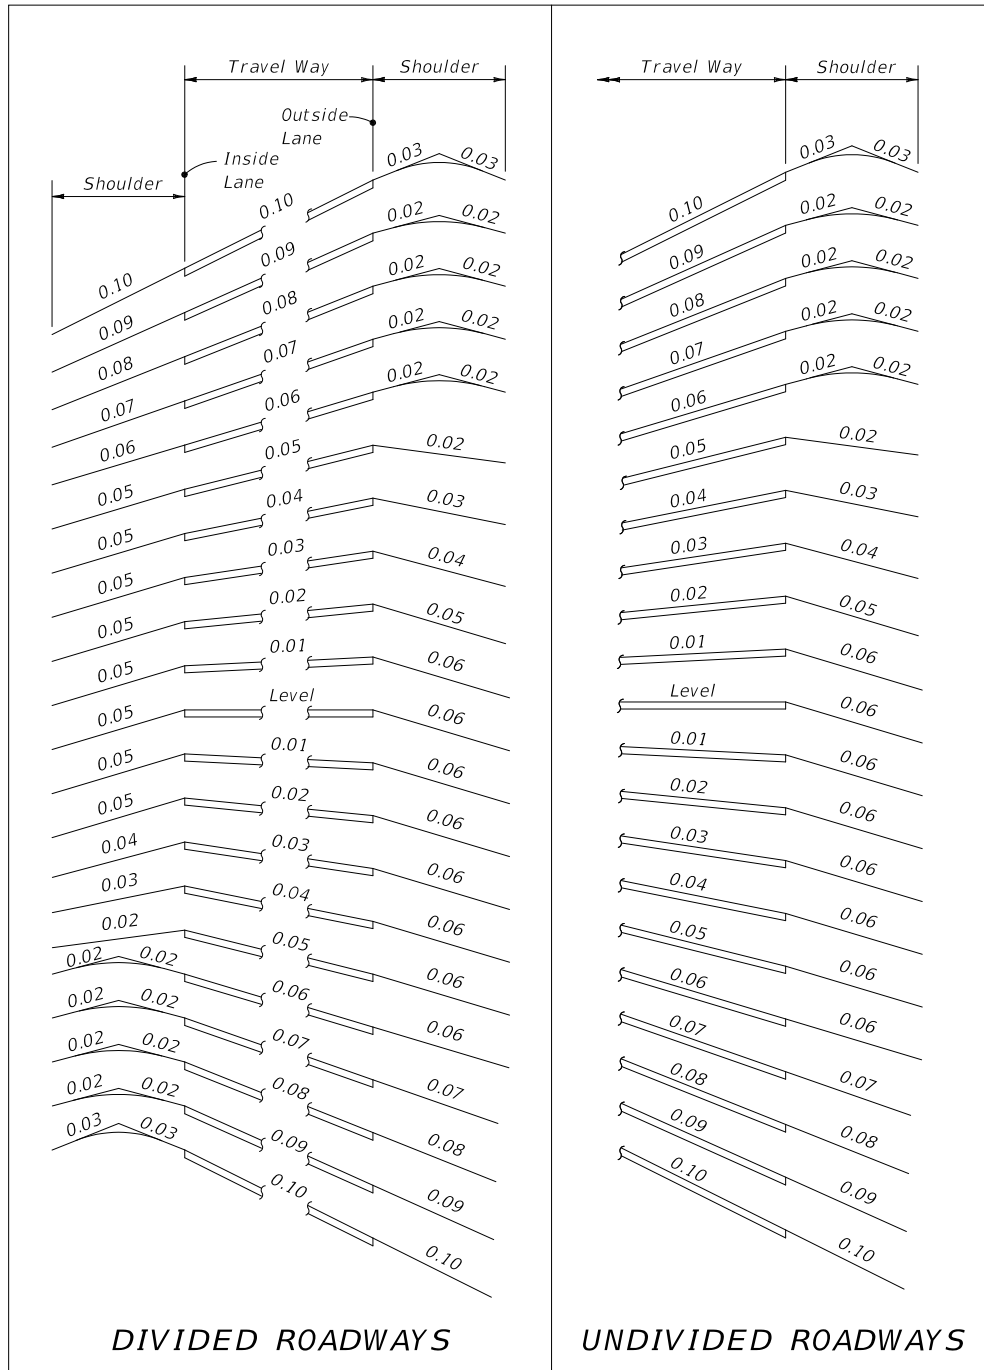 Travel Way Shoulder
Outside
Lane
Inside
Lane
Shoulder
0.10 0.10 0.03 0.03
0.09 0.09 0.02 0.02
0.08 0.08 0.02 0.02
0.07 0.07 0.02 0.02
0.06 0.06 0.02 0.02
0.05 0.05 0.02
0.05 0.04 0.03
0.05 0.03 0.04
0.05 0.02 0.05
0.05 0.01 0.06
0.05 Level 0.06
0.05 0.01 0.06
0.05 0.02 0.06
0.04 0.03 0.06
0.03 0.04 0.06
0.02 0.05 0.06
0.02 0.02 0.06 0.06
0.02 0.02 0.07 0.07
0.02 0.02 0.08 0.08
0.02 0.02 0.09 0.09
0.03 0.03 0.10 0.10
DIVIDED ROADWAYS
Travel Way Shoulder
0.10 0.03 0.03
0.09 0.02 0.02
0.08 0.02 0.02
0.07 0.02 0.02
0.06 0.02 0.02
0.05 0.02
0.04 0.03
0.03 0.04
0.02 0.05
0.01 0.06
Level 0.06
0.01 0.06
0.02 0.06
0.03 0.06
0.04 0.06
0.05 0.06
0.06 0.06
0.07 0.07
0.08 0.08
0.09 0.09
0.10 0.10
UNDIVIDED ROADWAYS